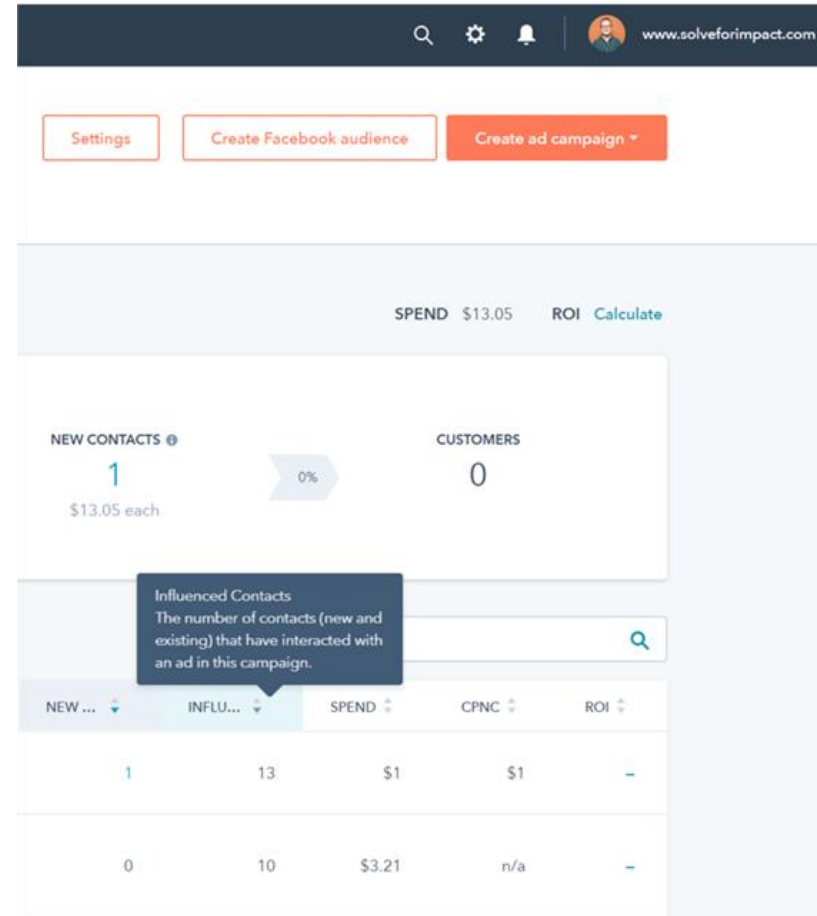 www.solveforimpact.com
Settings Create Facebook audience Create ad campaign
SPEND $13.05 ROI Calculate
NEW CONTACTS CUSTOMERS
1 0% 0
$13.05 each
Influenced Contacts
The number of contacts (new and
existing) that have interacted with
an ad in this campaign.
NEW ... INFLU... SPEND CPNC ROI
1 13 $1 $1 –
0 10 $3.21 n/a –